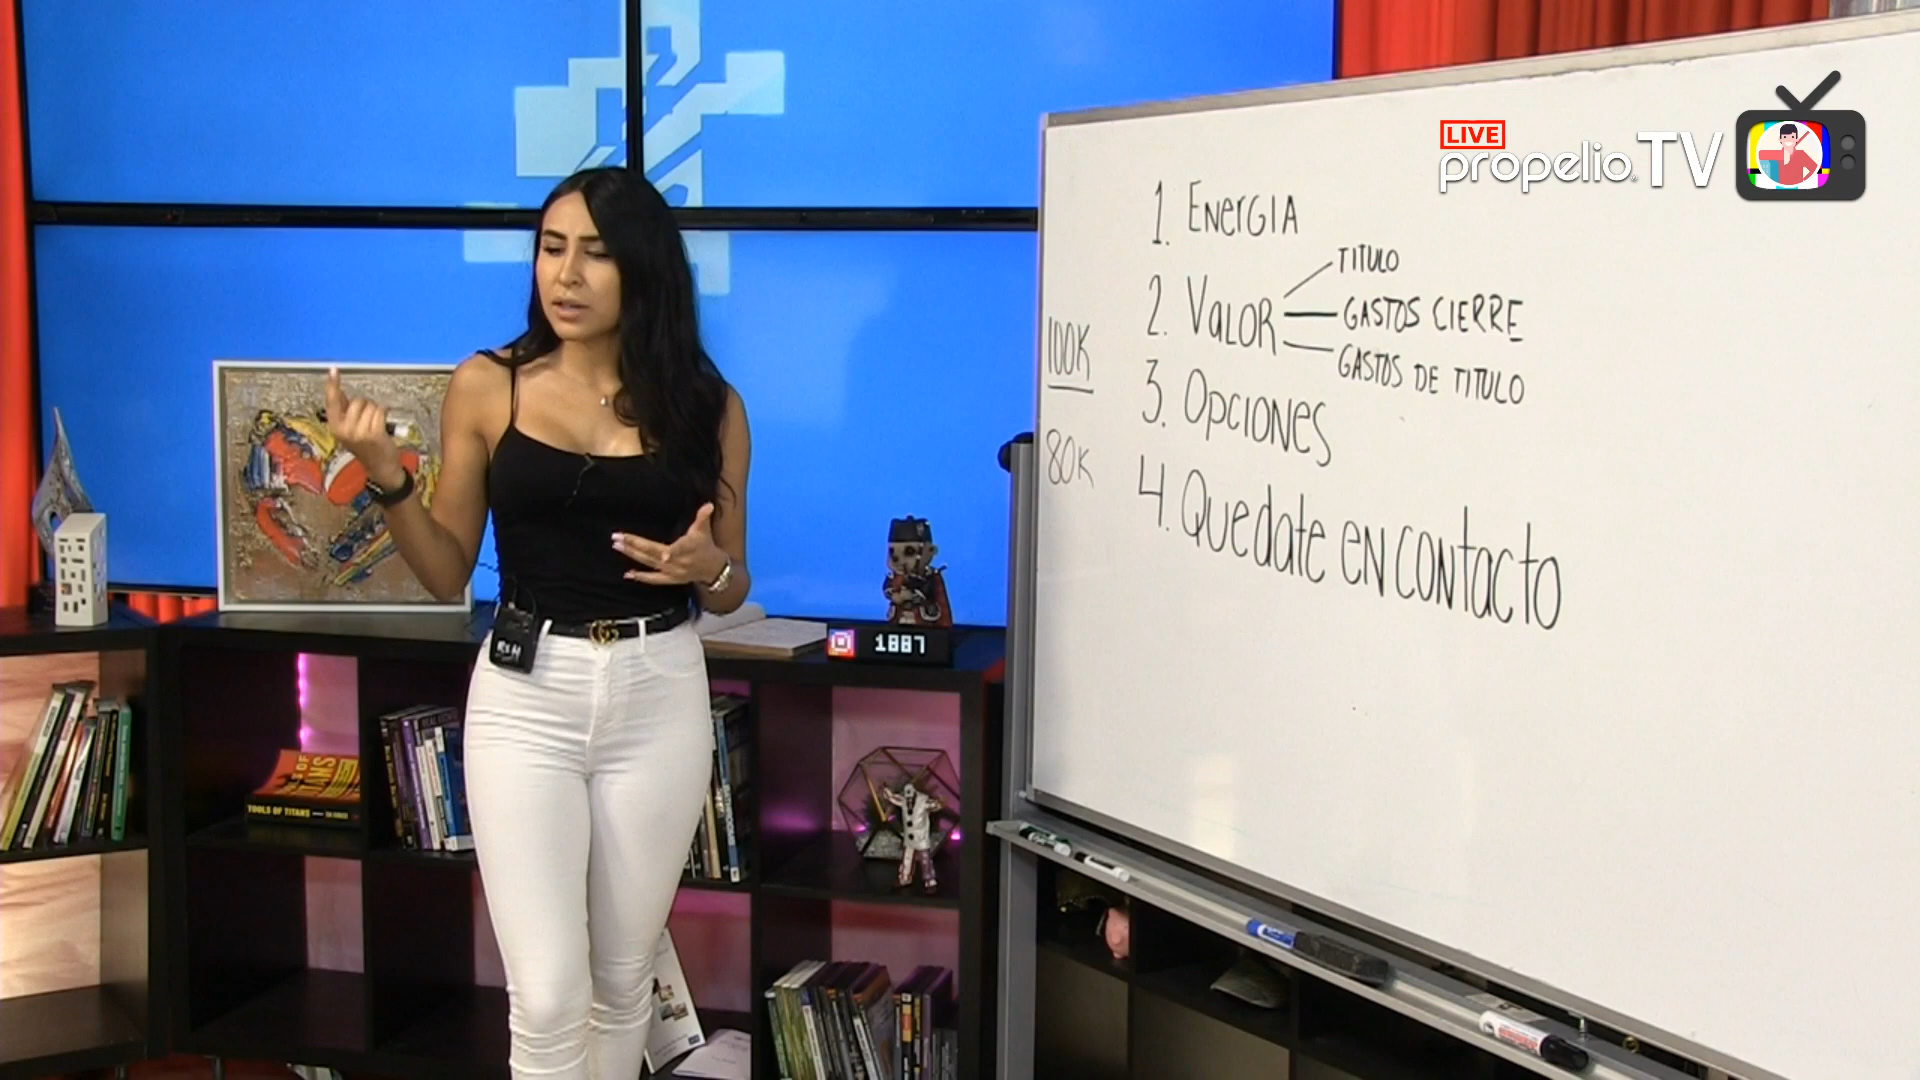 LIVE
propelio TV
1. ENERGIA
2. VALOR
TITULO
GASTOS CIERRE
GASTOS DE TITULO
3. OPCIONES
4. Quedate EN CONtacto
100K
80K
1887
TOOLS OF TITANS